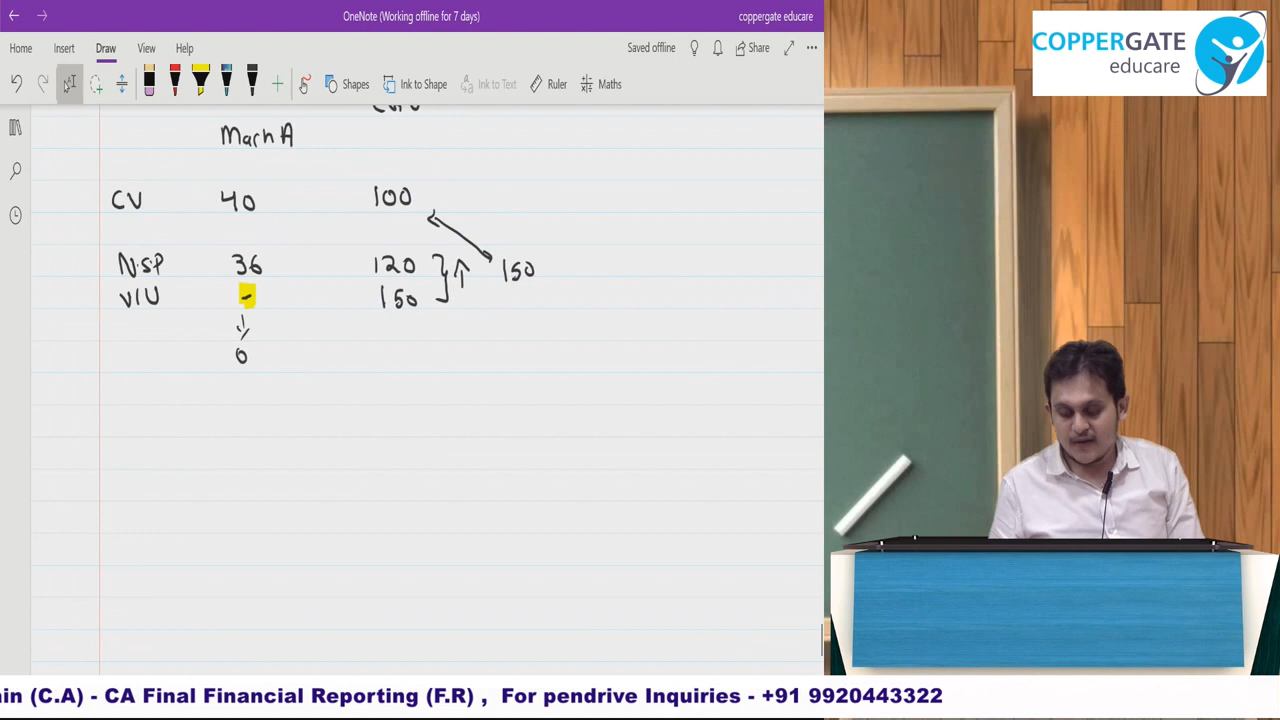 OneNote (Working offline for 7 days)
coppergate educare
Home Insert Draw View Help
Saved offline
Share
Shapes Ink to Shape Ink to Text Ruler Maths
COPPERGATE
educare
Mach A
CV 40 100
N.S.P 36 120 150
VIU - 150
0
in (C.A) - CA Final Financial Reporting (F.R) , For pendrive Inquiries - +91 9920443322